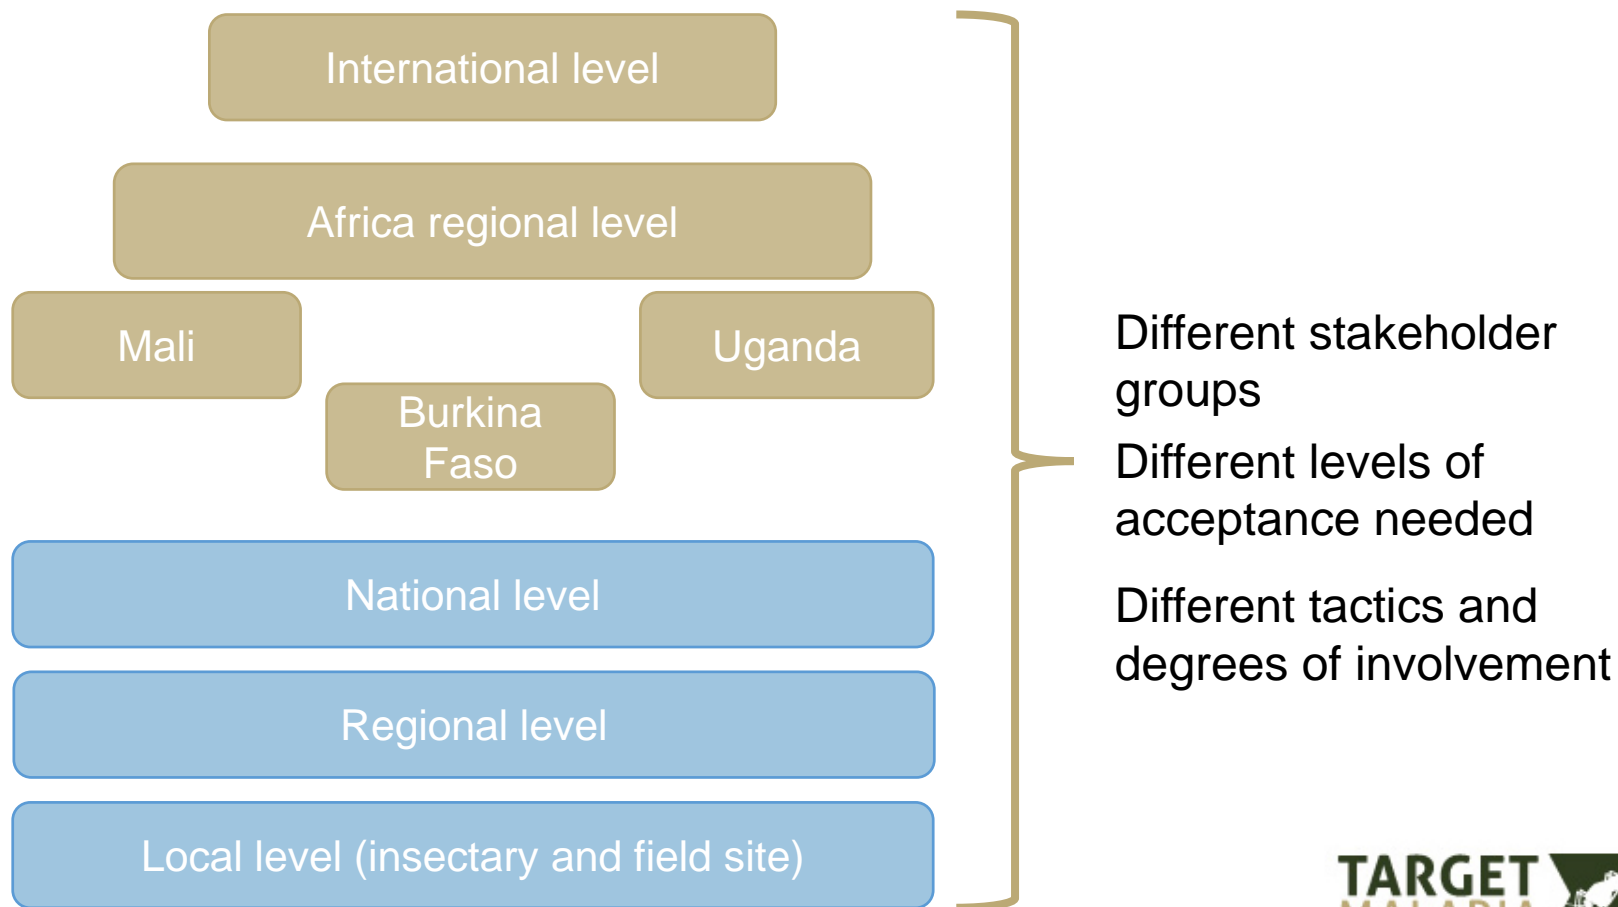 International level
Africa regional level
Mali
Uganda
Burkina
Faso
National level
Regional level
Local level (insectary and field site)
Different stakeholder
groups
Different levels of
acceptance needed
Different tactics and
degrees of involvement
TARGET
MALARIA